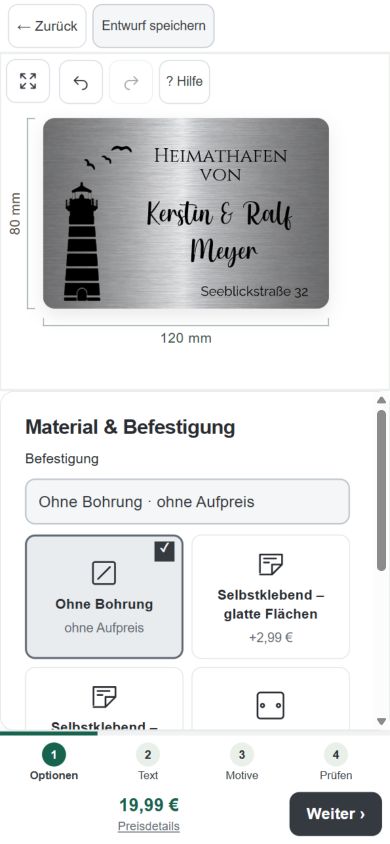 ← Zurück
Entwurf speichern
? Hilfe
80 mm
Heimathafen
von
Kerstin & Ralf
Meyer
Seeblickstraße 32
120 mm
Material & Befestigung
Befestigung
Ohne Bohrung · ohne Aufpreis
Ohne Bohrung
ohne Aufpreis
Selbstklebend –
glatte Flächen
+2,99 €
Selbstklebend –
1
Optionen
2
Text
3
Motive
4
Prüfen
19,99 €
Preisdetails
Weiter ›